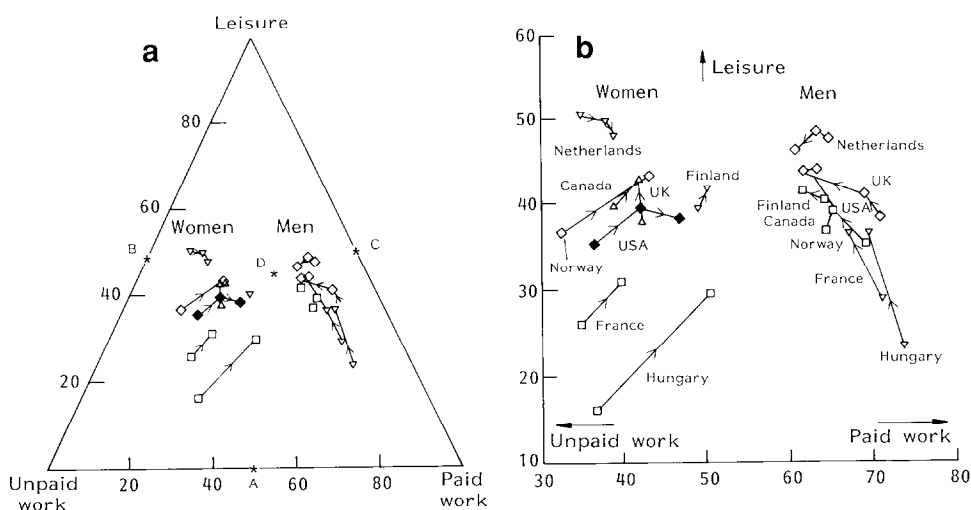 Leisure
a
80
60
Women
Men
B
C
D
40
20
Unpaid
work
20
40
A
60
80
Paid
work
b
60
50
40
30
20
10
Leisure
Women
Men
Netherlands
Netherlands
Canada
UK
Finland
UK
Finland
USA
Canada
USA
Norway
Norway
France
France
Hungary
Hungary
Unpaid work
Paid work
30
40
50
60
70
80